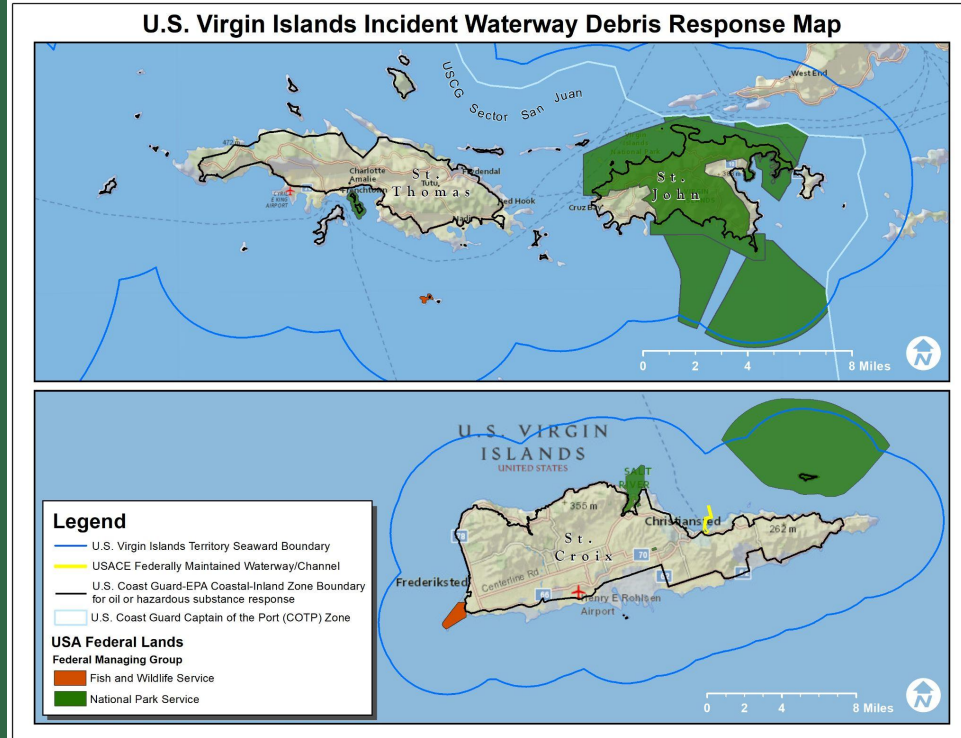 U.S. Virgin Islands Incident Waterway Debris Response Map
USCG Sector San Juan
West End
Charlotte
Amalie
Frenchtown
AIRPORT
St.
Thomas
Tutu
Red Hook
Cruz Bay
St.
John
0 2 4 8 Miles
N
U.S. VIRGIN
ISLANDS
UNITED STATES
SALT
RIVER
355 m
Christiansted
262 m
St.
Croix
70
Frederiksted
Centerline Rd
66
Henry E Rohlsen
Airport
Legend
U.S. Virgin Islands Territory Seaward Boundary
USACE Federally Maintained Waterway/Channel
U.S. Coast Guard-EPA Coastal-Inland Zone Boundary
for oil or hazardous substance response
U.S. Coast Guard Captain of the Port (COTP) Zone
USA Federal Lands
Federal Managing Group
Fish and Wildlife Service
National Park Service
0 2 4 8 Miles
N